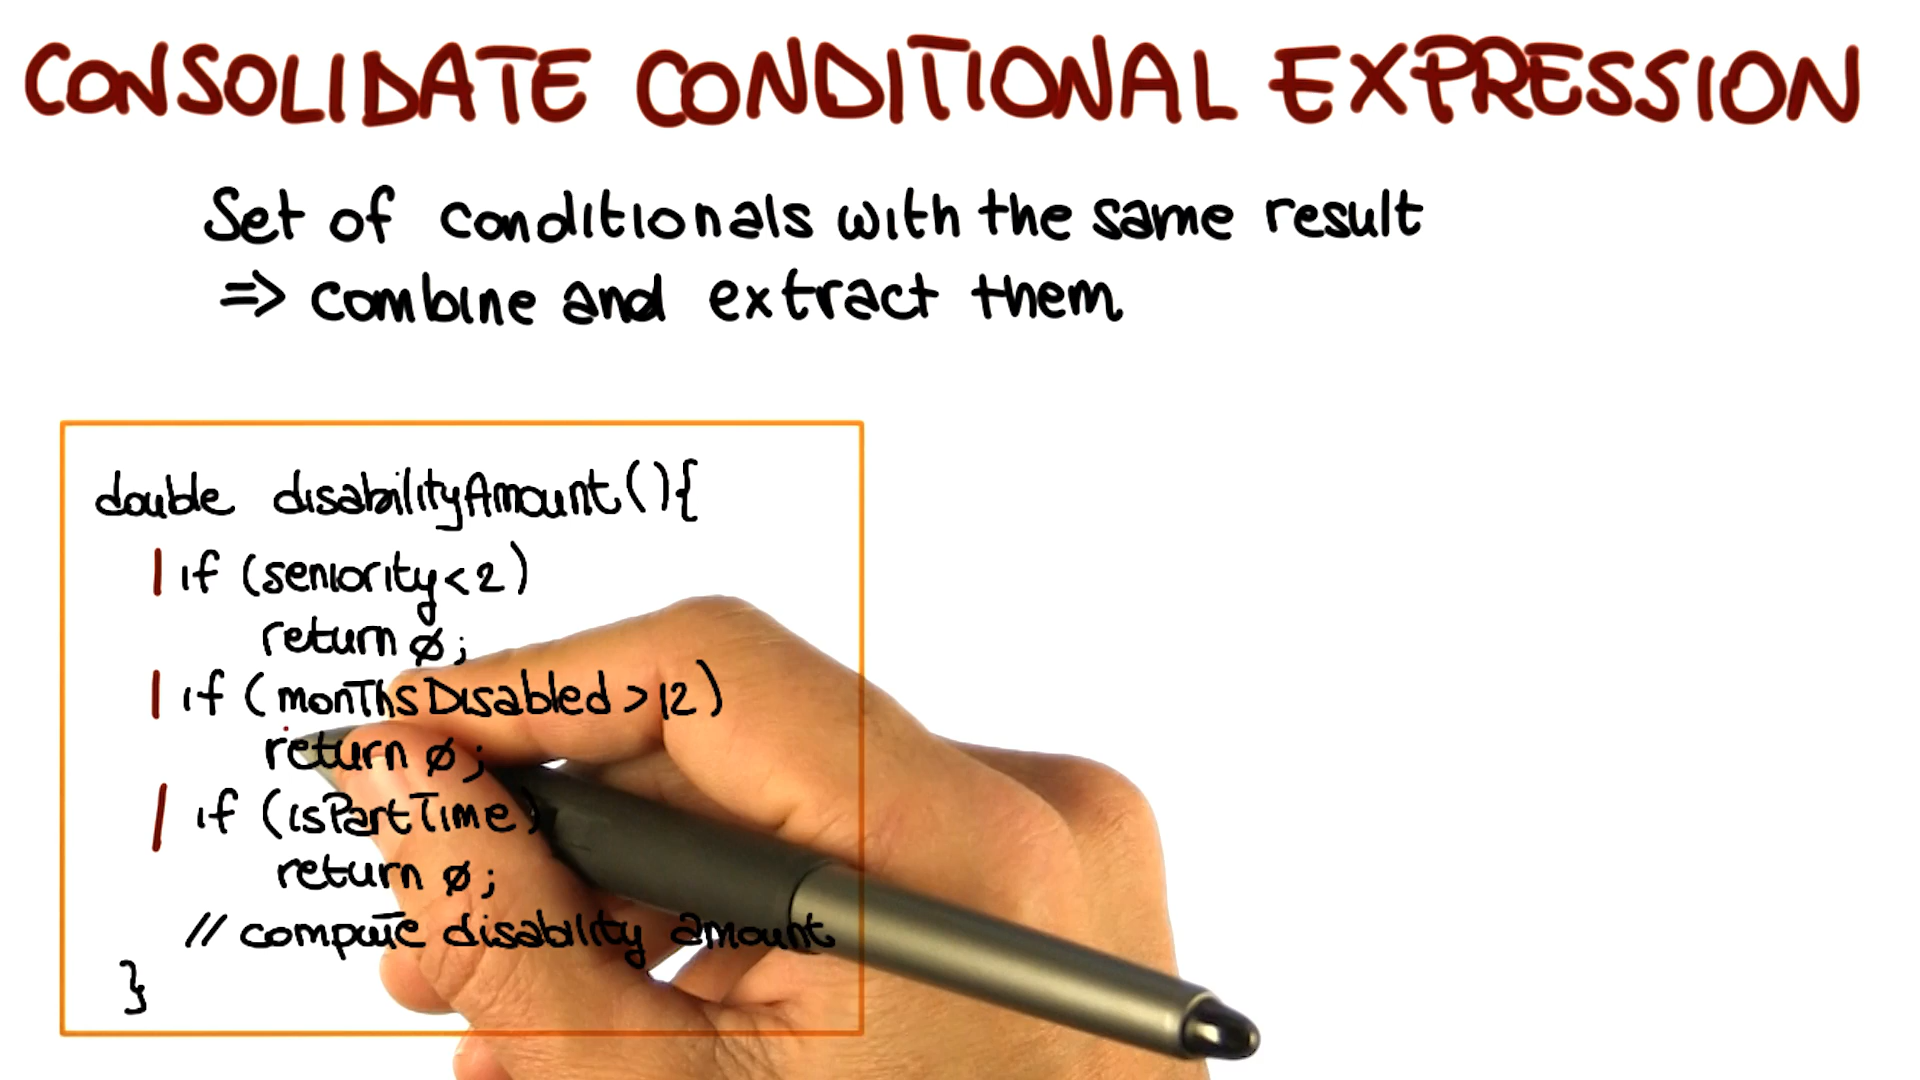 CONSOLIDATE CONDITIONAL EXPRESSION
Set of conditionals with the same result
=> combine and extract them
double disabilityAmount(){
if (seniority<2)
return 0;
if (monthsDisabled>12)
return 0;
if (isPartTime)
return 0;
// compute disability amount
}